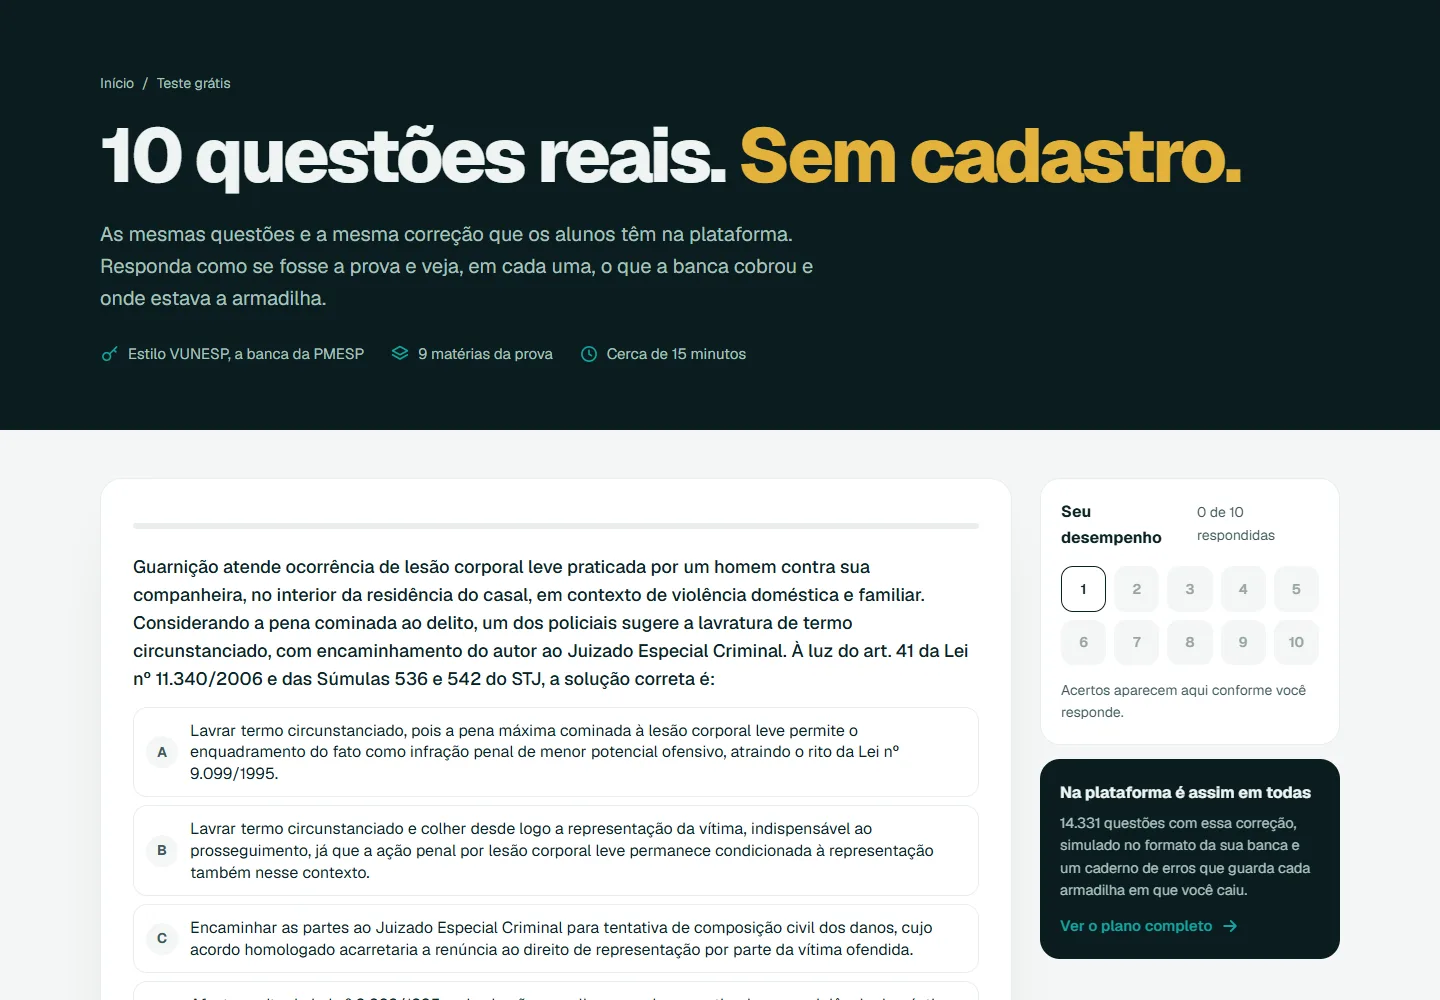 Início / Teste grátis
10 questões reais. Sem cadastro.
As mesmas questões e a mesma correção que os alunos têm na plataforma.
Responda como se fosse a prova e veja, em cada uma, o que a banca cobrou e
onde estava a armadilha.
Estilo VUNESP, a banca da PMESP
9 matérias da prova
Cerca de 15 minutos
Guarnição atende ocorrência de lesão corporal leve praticada por um homem contra sua
companheira, no interior da residência do casal, em contexto de violência doméstica e familiar.
Considerando a pena cominada ao delito, um dos policiais sugere a lavratura de termo
circunstanciado, com encaminhamento do autor ao Juizado Especial Criminal. À luz do art. 41 da Lei
nº 11.340/2006 e das Súmulas 536 e 542 do STJ, a solução correta é:
A
Lavrar termo circunstanciado, pois a pena máxima cominada à lesão corporal leve permite o
enquadramento do fato como infração penal de menor potencial ofensivo, atraindo o rito da Lei nº
9.099/1995.
B
Lavrar termo circunstanciado e colher desde logo a representação da vítima, indispensável ao
prosseguimento, já que a ação penal por lesão corporal leve permanece condicionada à representação
também nesse contexto.
C
Encaminhar as partes ao Juizado Especial Criminal para tentativa de composição civil dos danos, cujo
acordo homologado acarretaria a renúncia ao direito de representação por parte da vítima ofendida.
Seu
desempenho
0 de 10
respondidas
1 2 3 4 5
6 7 8 9 10
Acertos aparecem aqui conforme você
responde.
Na plataforma é assim em todas
14.331 questões com essa correção,
simulado no formato da sua banca e
um caderno de erros que guarda cada
armadilha em que você caiu.
Ver o plano completo →